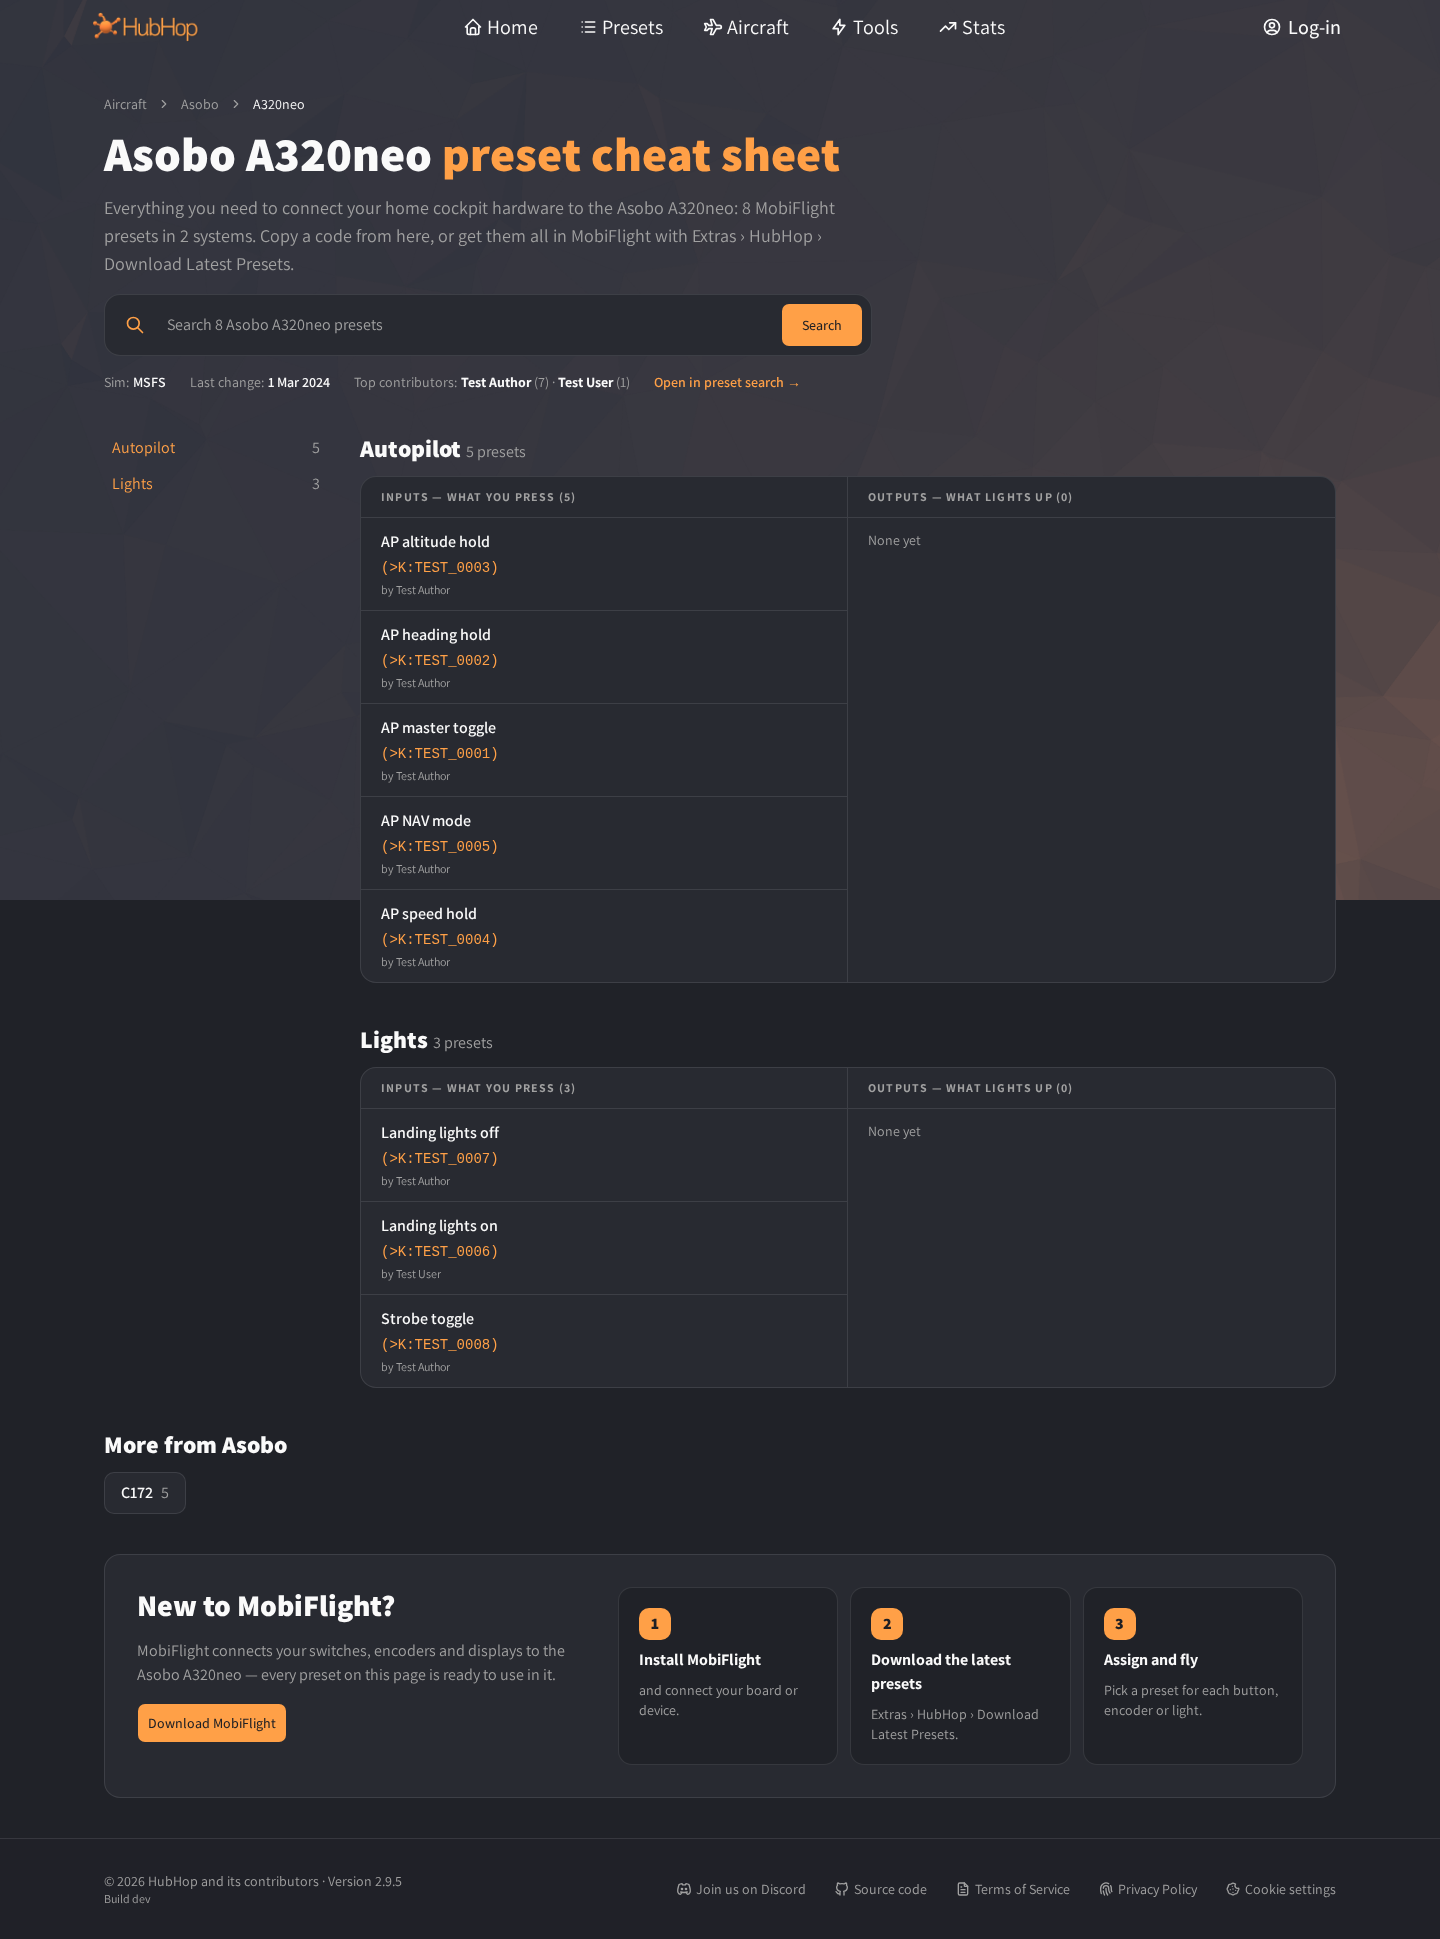 HubHop
Home
Presets
Aircraft
Tools
Stats
Log-in
Aircraft > Asobo > A320neo
Asobo A320neo preset cheat sheet
Everything you need to connect your home cockpit hardware to the Asobo A320neo: 8 MobiFlight
presets in 2 systems. Copy a code from here, or get them all in MobiFlight with Extras › HubHop ›
Download Latest Presets.
Search 8 Asobo A320neo presets
Search
Sim: MSFS
Last change: 1 Mar 2024
Top contributors: Test Author (7) · Test User (1)
Open in preset search →
Autopilot 5
Lights 3
Autopilot 5 presets
INPUTS — WHAT YOU PRESS (5)
OUTPUTS — WHAT LIGHTS UP (0)
AP altitude hold
(>K:TEST_0003)
by Test Author
None yet
AP heading hold
(>K:TEST_0002)
by Test Author
AP master toggle
(>K:TEST_0001)
by Test Author
AP NAV mode
(>K:TEST_0005)
by Test Author
AP speed hold
(>K:TEST_0004)
by Test Author
Lights 3 presets
INPUTS — WHAT YOU PRESS (3)
OUTPUTS — WHAT LIGHTS UP (0)
Landing lights off
(>K:TEST_0007)
by Test Author
None yet
Landing lights on
(>K:TEST_0006)
by Test User
Strobe toggle
(>K:TEST_0008)
by Test Author
More from Asobo
C172 5
New to MobiFlight?
MobiFlight connects your switches, encoders and displays to the
Asobo A320neo — every preset on this page is ready to use in it.
Download MobiFlight
1
Install MobiFlight
and connect your board or
device.
2
Download the latest
presets
Extras › HubHop › Download
Latest Presets.
3
Assign and fly
Pick a preset for each button,
encoder or light.
© 2026 HubHop and its contributors · Version 2.9.5
Build dev
Join us on Discord
Source code
Terms of Service
Privacy Policy
Cookie settings